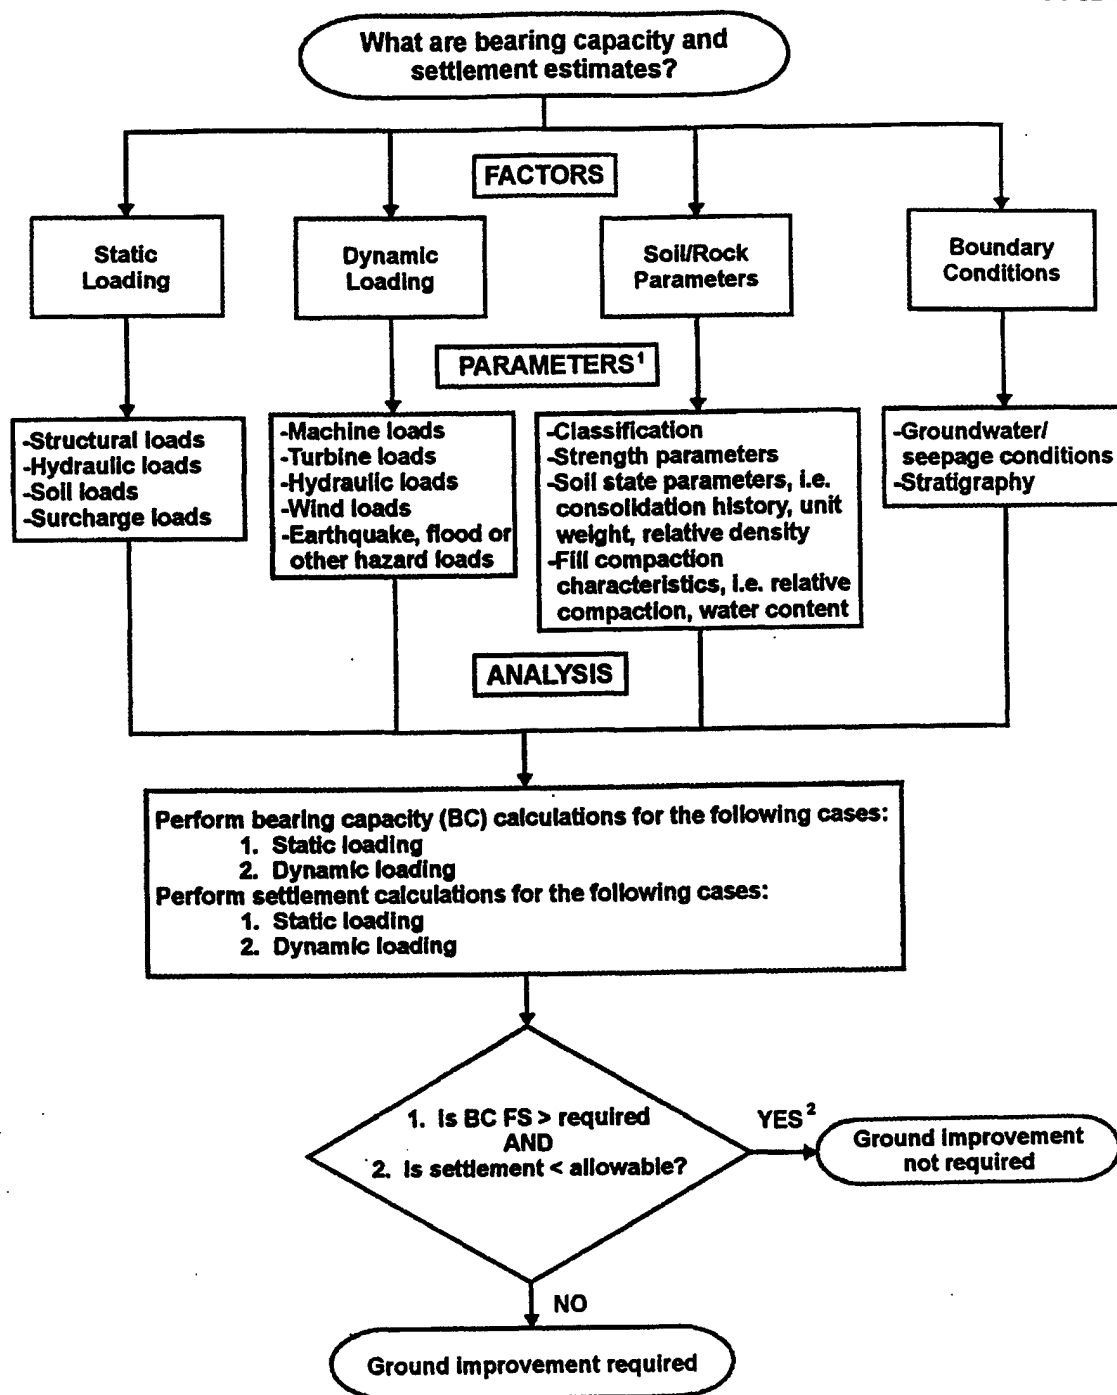 What are bearing capacity and
settlement estimates?
FACTORS
Static
Loading
Dynamic
Loading
Soil/Rock
Parameters
Boundary
Conditions
PARAMETERS¹
-Structural loads
-Hydraulic loads
-Soil loads
-Surcharge loads
-Machine loads
-Turbine loads
-Hydraulic loads
-Wind loads
-Earthquake, flood or
other hazard loads
-Classification
-Strength parameters
-Soil state parameters, i.e.
consolidation history, unit
weight, relative density
-Fill compaction
characteristics, i.e. relative
compaction, water content
-Groundwater/
seepage conditions
-Stratigraphy
ANALYSIS
Perform bearing capacity (BC) calculations for the following cases:
1. Static loading
2. Dynamic loading
Perform settlement calculations for the following cases:
1. Static loading
2. Dynamic loading
1. Is BC FS > required
AND
2. Is settlement < allowable?
YES²
Ground improvement
not required
NO
Ground improvement required